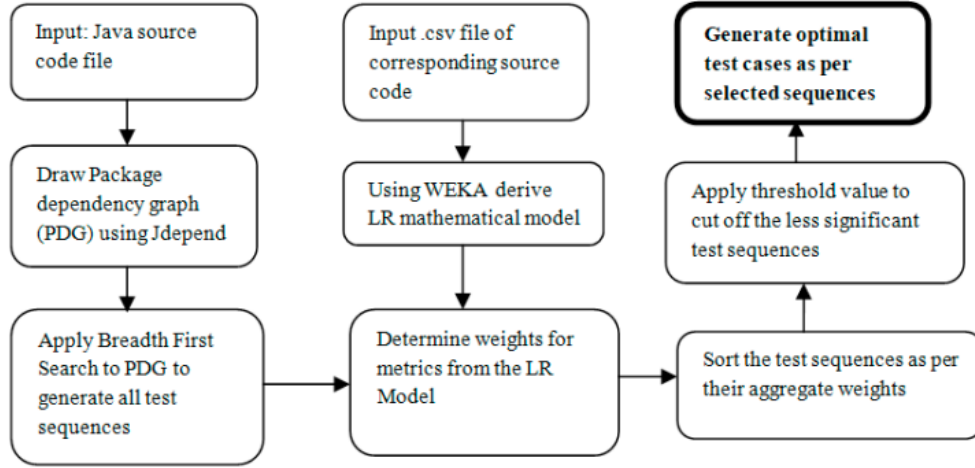 Input: Java source
code file
Draw Package
dependency graph
(PDG) using Jdepend
Apply Breadth First
Search to PDG to
generate all test
sequences
Input .csv file of
corresponding source
code
Using WEKA derive
LR mathematical model
Determine weights for
metrics from the LR
Model
Generate optimal
test cases as per
selected sequences
Apply threshold value to
cut off the less significant
test sequences
Sort the test sequences as per
their aggregate weights